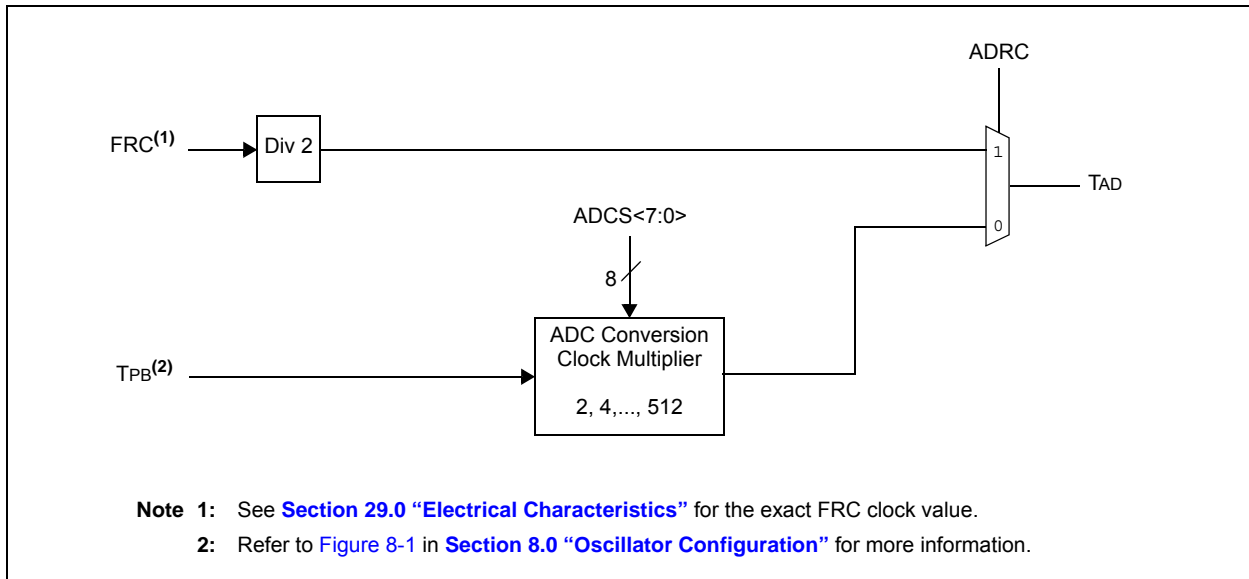 ADRC
FRC(1)
Div 2
1
TAD
ADCS<7:0>
0
8
ADC Conversion
Clock Multiplier
TPB(2)
2, 4,..., 512
Note 1: See Section 29.0 “Electrical Characteristics” for the exact FRC clock value.
2: Refer to Figure 8-1 in Section 8.0 “Oscillator Configuration” for more information.